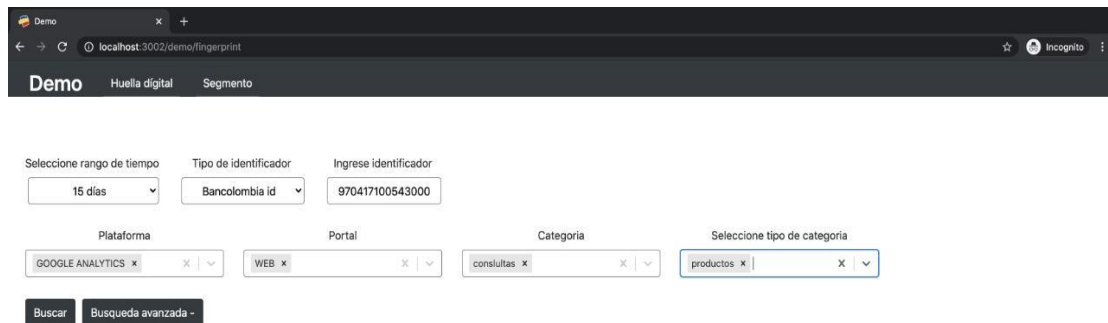 Demo
localhost:3002/demo/fingerprint
Incognito
Demo Huella dígital Segmento
Seleccione rango de tiempo Tipo de identificador Ingrese identificador
15 días Bancolombia id 970417100543000
Plataforma Portal Categoria Seleccione tipo de categoria
GOOGLE ANALYTICS WEB conslultas productos
Buscar Busqueda avanzada -